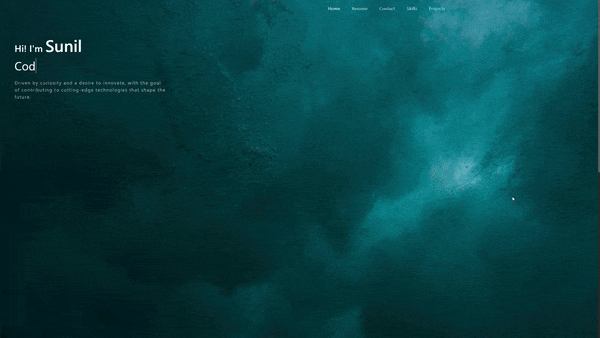 Home Resume Contact Skills Projects
Hi! I'm Sunil
Cod
Driven by curiosity and a desire to innovate, with the goal
of contributing to cutting-edge technologies that shape the
future.